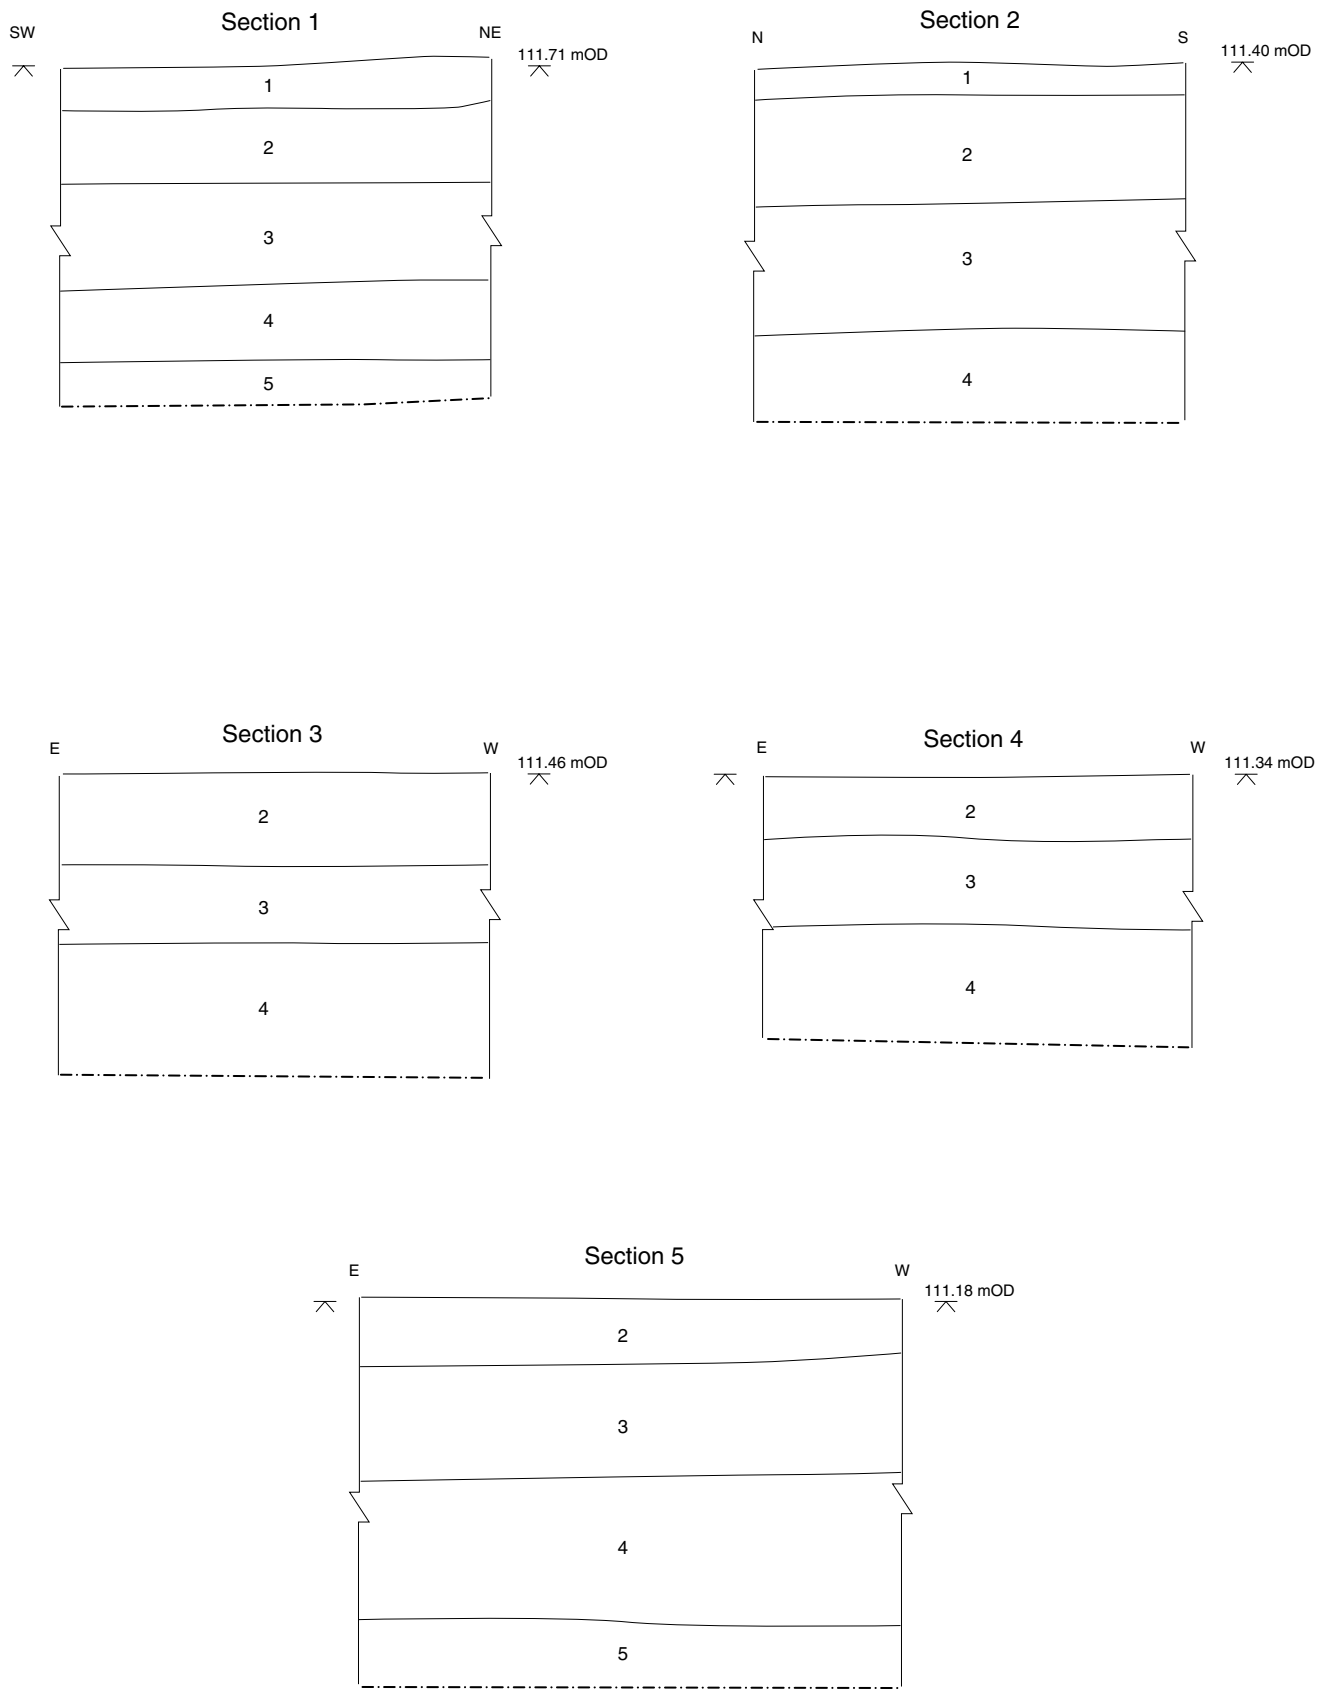 Section 1
SW
NE
111.71 mOD
1
2
3
4
5
Section 2
N
S
111.40 mOD
1
2
3
4
Section 3
E
W
111.46 mOD
2
3
4
Section 4
E
W
111.34 mOD
2
3
4
Section 5
E
W
111.18 mOD
2
3
4
5